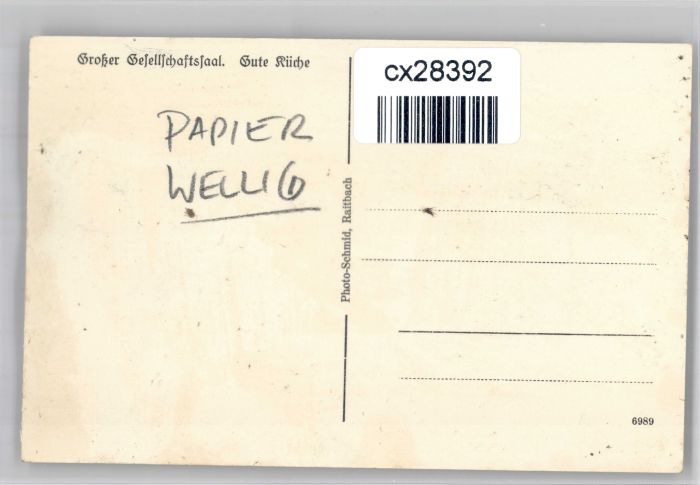 Großer Gesellschaftssaal. Gute Küche
PAPIER
WELLIG
cx28392
Photo-Schmid, Raitbach
6989